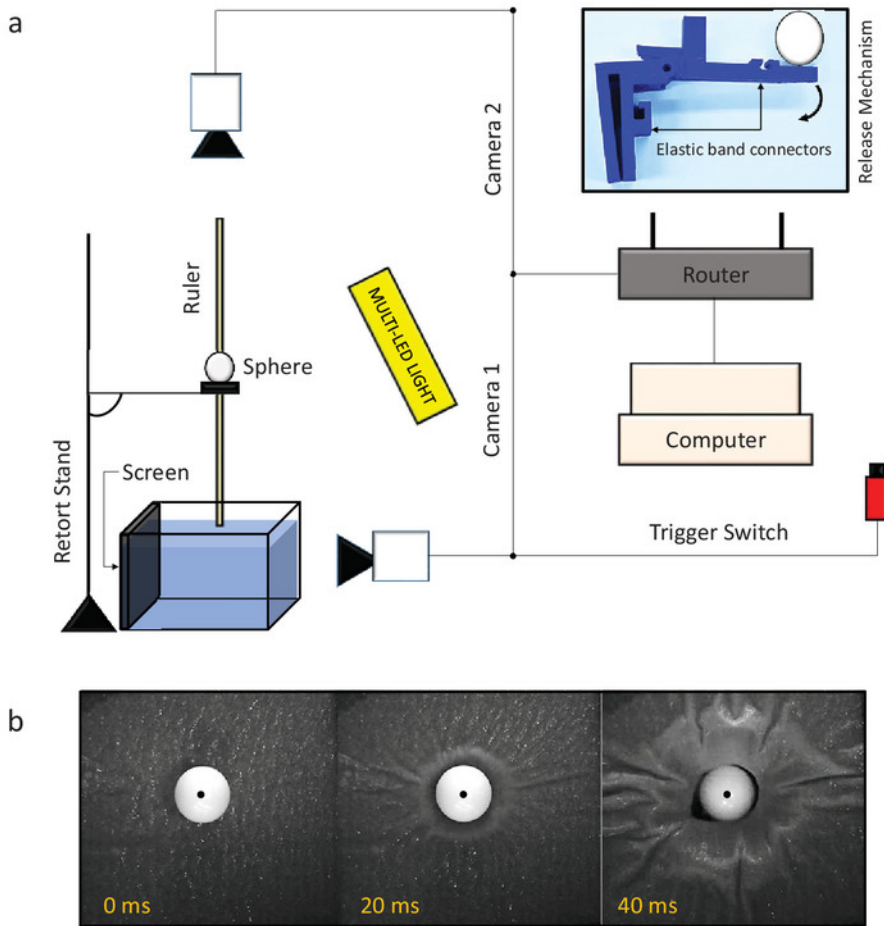 a
Camera 2
Release Mechanism
Elastic band connectors
Ruler
Router
MULTI-LED LIGHT
Sphere
Camera 1
Computer
Retort Stand
Screen
Trigger Switch
b
0 ms
20 ms
40 ms